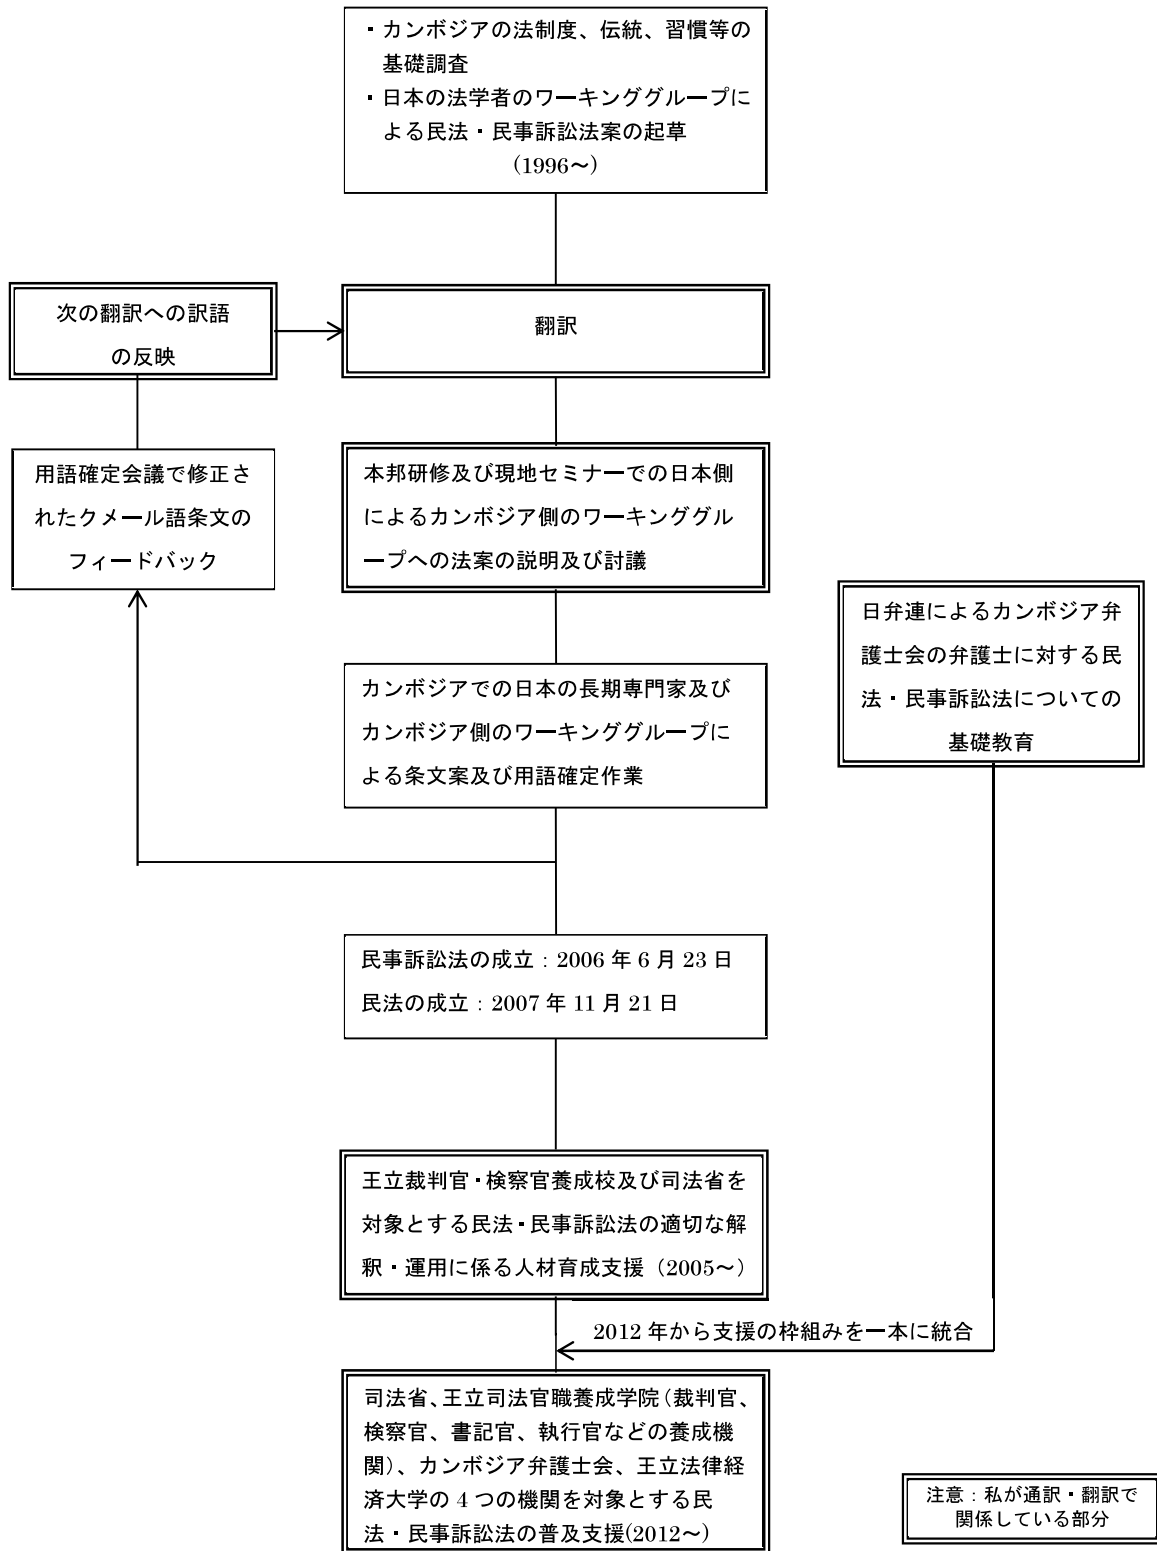 ・カンボジアの法制度、伝統、習慣等の
基礎調査
・日本の法学者のワーキンググループに
よる民法・民事訴訟法案の起草
(1996～)
次の翻訳への訳語
の反映
翻訳
用語確定会議で修正さ
れたクメール語条文の
フィードバック
本邦研修及び現地セミナーでの日本側
によるカンボジア側のワーキンググル
ープへの法案の説明及び討議
日弁連によるカンボジア弁
護士会の弁護士に対する民
法・民事訴訟法についての
基礎教育
カンボジアでの日本の長期専門家及び
カンボジア側のワーキンググループに
よる条文案及び用語確定作業
民事訴訟法の成立：2006 年 6 月 23 日
民法の成立：2007 年 11 月 21 日
王立裁判官・検察官養成校及び司法省を
対象とする民法・民事訴訟法の適切な解
釈・運用に係る人材育成支援（2005～）
2012 年から支援の枠組みを一本に統合
司法省、王立司法官職養成学院（裁判官、
検察官、書記官、執行官などの養成機
関）、カンボジア弁護士会、王立法律経
済大学の 4 つの機関を対象とする民
法・民事訴訟法の普及支援(2012～)
注意：私が通訳・翻訳で
関係している部分